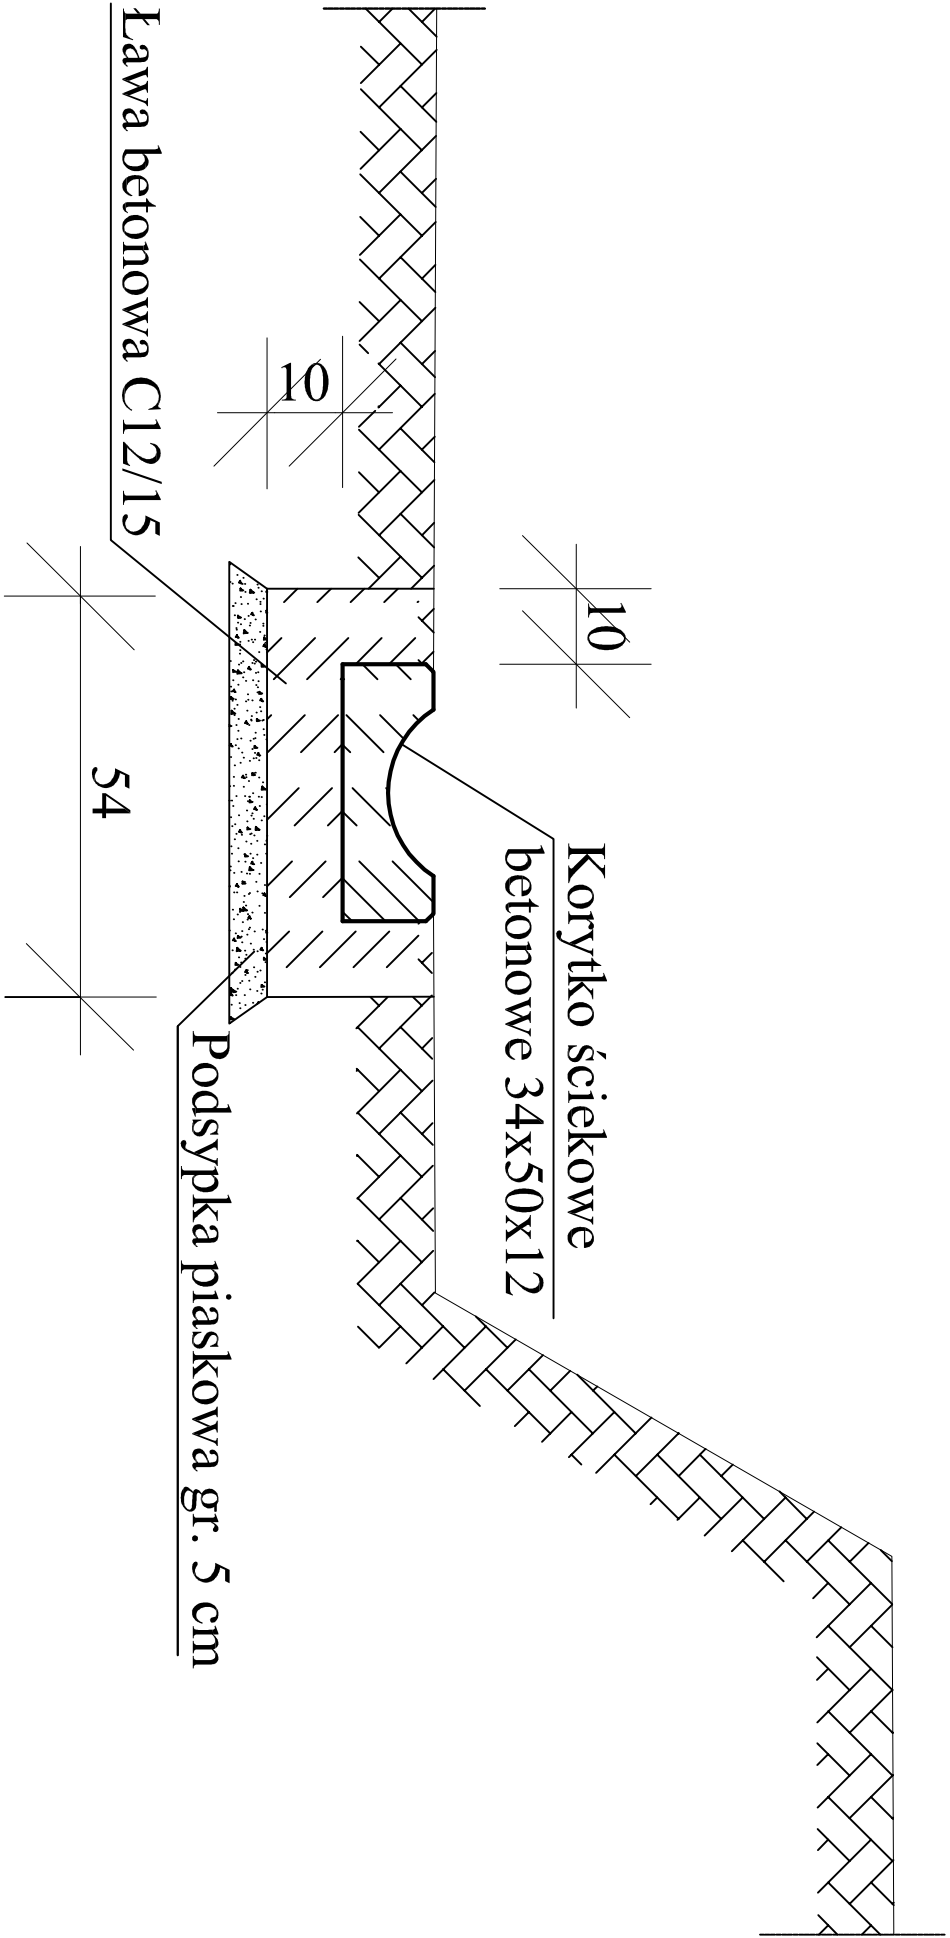 Korytko ściekowe
betonowe 34x50x12
10
10
Ława betonowa C12/15
Podsypka piaskowa gr. 5 cm
54